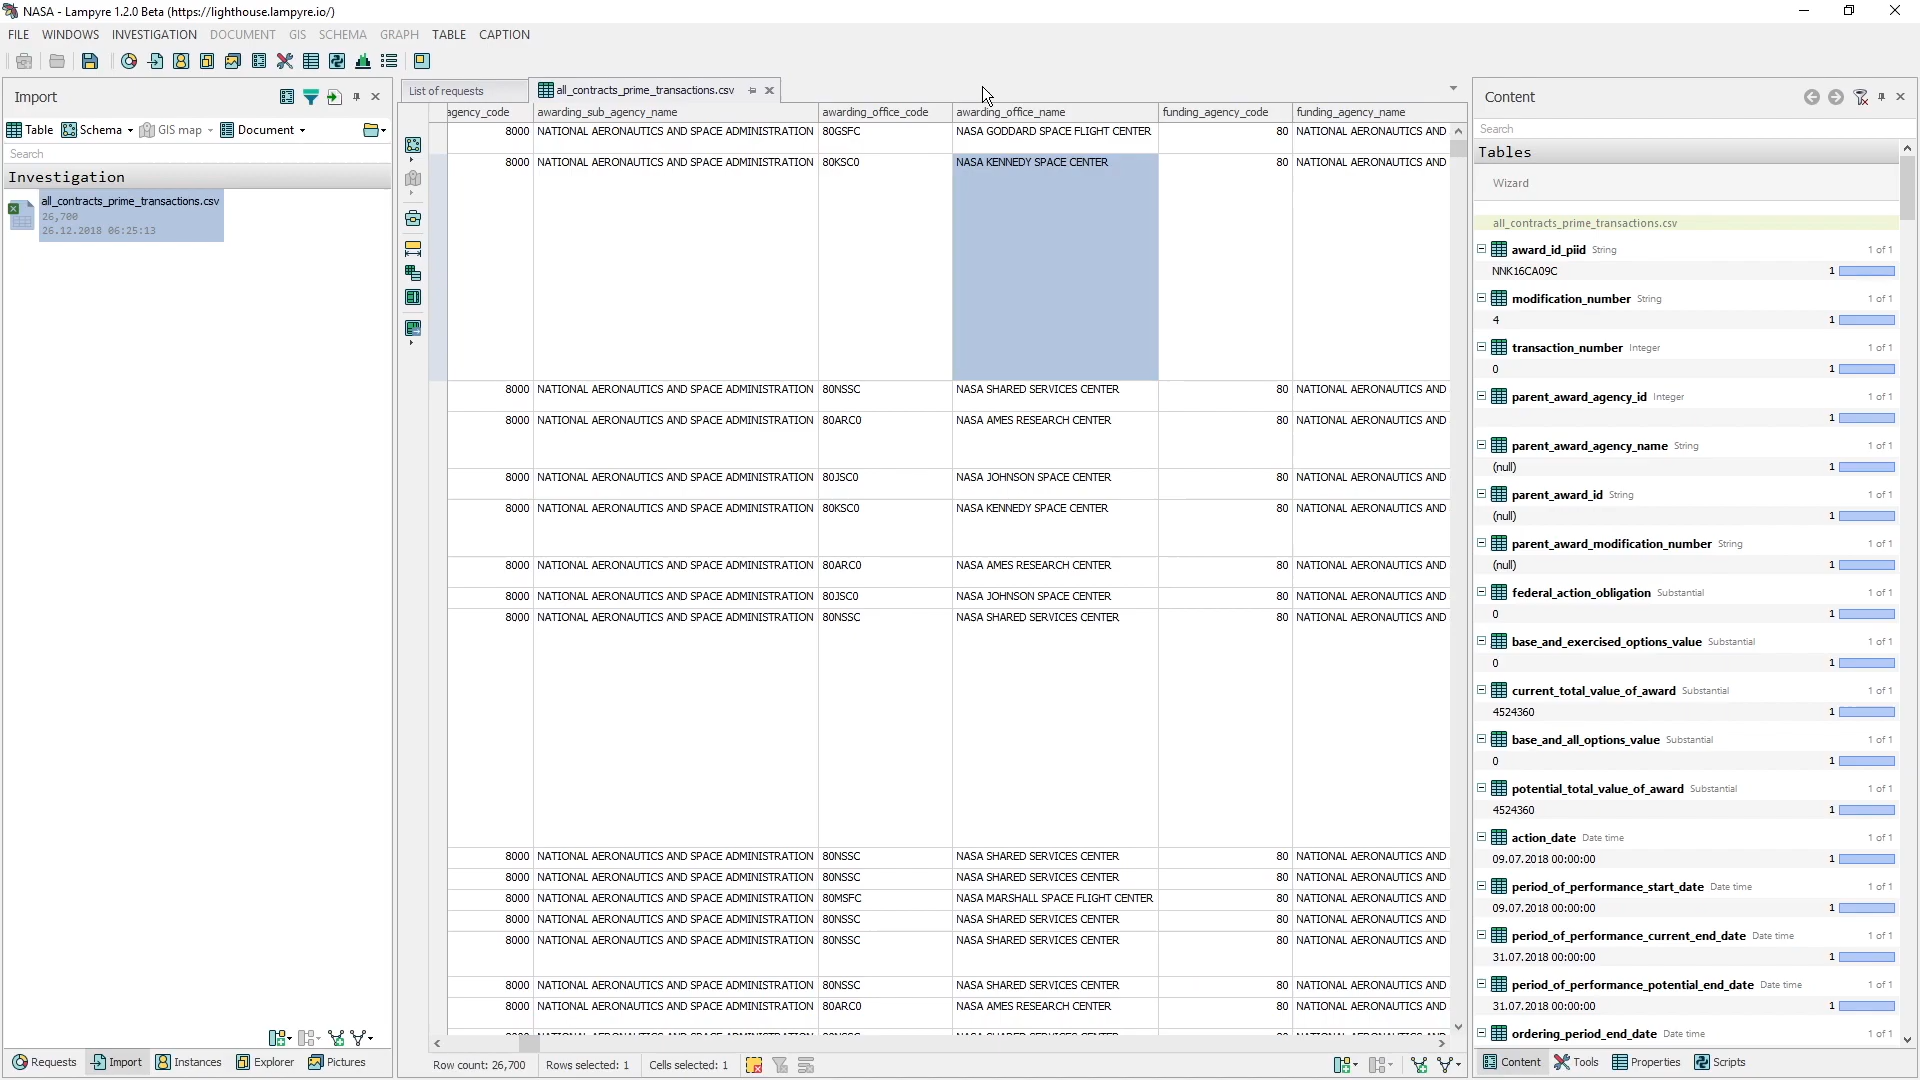 NASA - Lampyre 1.2.0 Beta (https://lighthouse.lampyre.io/)
FILE WINDOWS INVESTIGATION DOCUMENT GIS SCHEMA GRAPH TABLE CAPTION
Import
Table Schema GIS map Document
Search
Investigation
all_contracts_prime_transactions.csv
26,700
26.12.2018 06:25:13
Requests Import Instances Explorer Pictures
List of requests all_contracts_prime_transactions.csv
agency_code awarding_sub_agency_name awarding_office_code awarding_office_name funding_agency_code funding_agency_name
8000 NATIONAL AERONAUTICS AND SPACE ADMINISTRATION 80GSFC NASA GODDARD SPACE FLIGHT CENTER 80 NATIONAL AERONAUTICS AND
8000 NATIONAL AERONAUTICS AND SPACE ADMINISTRATION 80KSC0 NASA KENNEDY SPACE CENTER 80 NATIONAL AERONAUTICS AND
8000 NATIONAL AERONAUTICS AND SPACE ADMINISTRATION 80NSSC NASA SHARED SERVICES CENTER 80 NATIONAL AERONAUTICS AND
8000 NATIONAL AERONAUTICS AND SPACE ADMINISTRATION 80ARC0 NASA AMES RESEARCH CENTER 80 NATIONAL AERONAUTICS AND
8000 NATIONAL AERONAUTICS AND SPACE ADMINISTRATION 80JSC0 NASA JOHNSON SPACE CENTER 80 NATIONAL AERONAUTICS AND
8000 NATIONAL AERONAUTICS AND SPACE ADMINISTRATION 80KSC0 NASA KENNEDY SPACE CENTER 80 NATIONAL AERONAUTICS AND
8000 NATIONAL AERONAUTICS AND SPACE ADMINISTRATION 80ARC0 NASA AMES RESEARCH CENTER 80 NATIONAL AERONAUTICS AND
8000 NATIONAL AERONAUTICS AND SPACE ADMINISTRATION 80JSC0 NASA JOHNSON SPACE CENTER 80 NATIONAL AERONAUTICS AND
8000 NATIONAL AERONAUTICS AND SPACE ADMINISTRATION 80NSSC NASA SHARED SERVICES CENTER 80 NATIONAL AERONAUTICS AND
8000 NATIONAL AERONAUTICS AND SPACE ADMINISTRATION 80NSSC NASA SHARED SERVICES CENTER 80 NATIONAL AERONAUTICS AND
8000 NATIONAL AERONAUTICS AND SPACE ADMINISTRATION 80NSSC NASA SHARED SERVICES CENTER 80 NATIONAL AERONAUTICS AND
8000 NATIONAL AERONAUTICS AND SPACE ADMINISTRATION 80MSFC NASA MARSHALL SPACE FLIGHT CENTER 80 NATIONAL AERONAUTICS AND
8000 NATIONAL AERONAUTICS AND SPACE ADMINISTRATION 80NSSC NASA SHARED SERVICES CENTER 80 NATIONAL AERONAUTICS AND
8000 NATIONAL AERONAUTICS AND SPACE ADMINISTRATION 80NSSC NASA SHARED SERVICES CENTER 80 NATIONAL AERONAUTICS AND
8000 NATIONAL AERONAUTICS AND SPACE ADMINISTRATION 80NSSC NASA SHARED SERVICES CENTER 80 NATIONAL AERONAUTICS AND
8000 NATIONAL AERONAUTICS AND SPACE ADMINISTRATION 80ARC0 NASA AMES RESEARCH CENTER 80 NATIONAL AERONAUTICS AND
Row count: 26,700 Rows selected: 1 Cells selected: 1
Content
Search
Tables
Wizard
all_contracts_prime_transactions.csv
award_id_piid String 1 of 1
NNK16CA09C 1
modification_number String 1 of 1
4 1
transaction_number Integer 1 of 1
0 1
parent_award_agency_id Integer 1 of 1
1
parent_award_agency_name String 1 of 1
(null) 1
parent_award_id String 1 of 1
(null) 1
parent_award_modification_number String 1 of 1
(null) 1
federal_action_obligation Substantial 1 of 1
0 1
base_and_exercised_options_value Substantial 1 of 1
0 1
current_total_value_of_award Substantial 1 of 1
4524360 1
base_and_all_options_value Substantial 1 of 1
0 1
potential_total_value_of_award Substantial 1 of 1
4524360 1
action_date Date time 1 of 1
09.07.2018 00:00:00 1
period_of_performance_start_date Date time 1 of 1
09.07.2018 00:00:00 1
period_of_performance_current_end_date Date time 1 of 1
31.07.2018 00:00:00 1
period_of_performance_potential_end_date Date time 1 of 1
31.07.2018 00:00:00 1
ordering_period_end_date Date time 1 of 1
Content Tools Properties Scripts